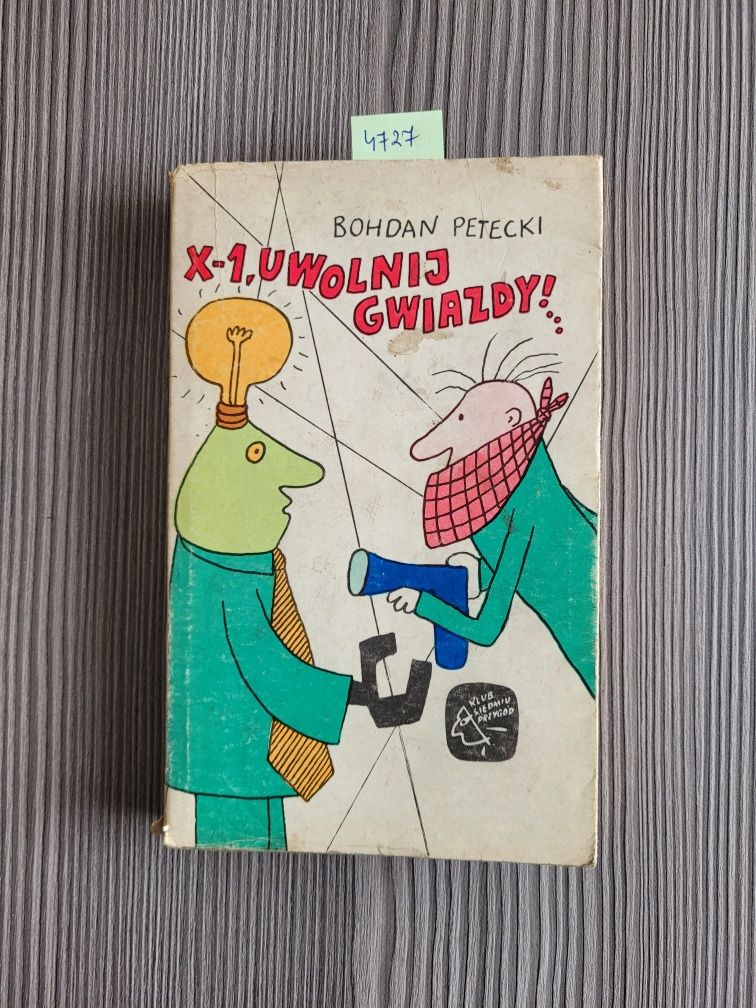 4727
BOHDAN PETECKI
X-1, UWOLNIJ
GWIAZDY!...
KLUB
SIEDMIU
PRZYGÓD